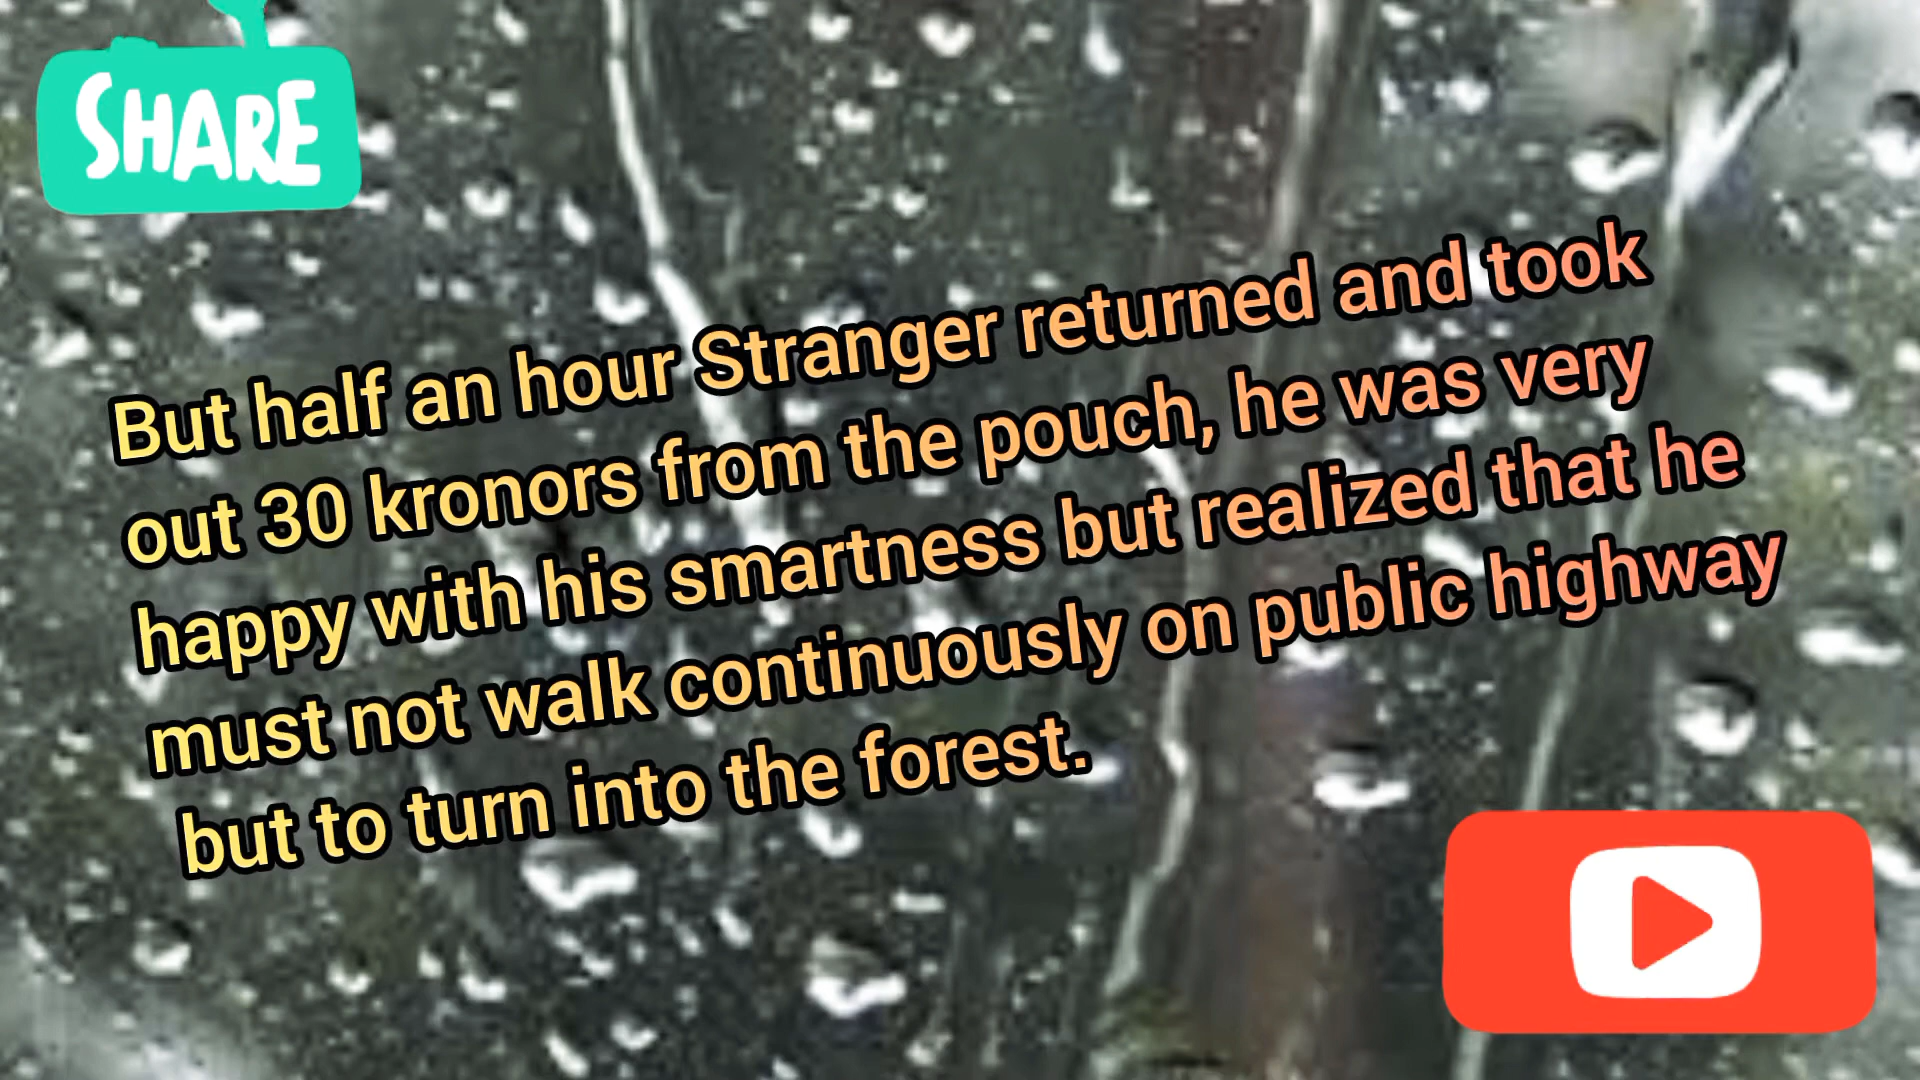 SHARE
But half an hour Stranger returned and took
out 30 kronors from the pouch, he was very
happy with his smartness but realized that he
must not walk continuously on public highway
but to turn into the forest.